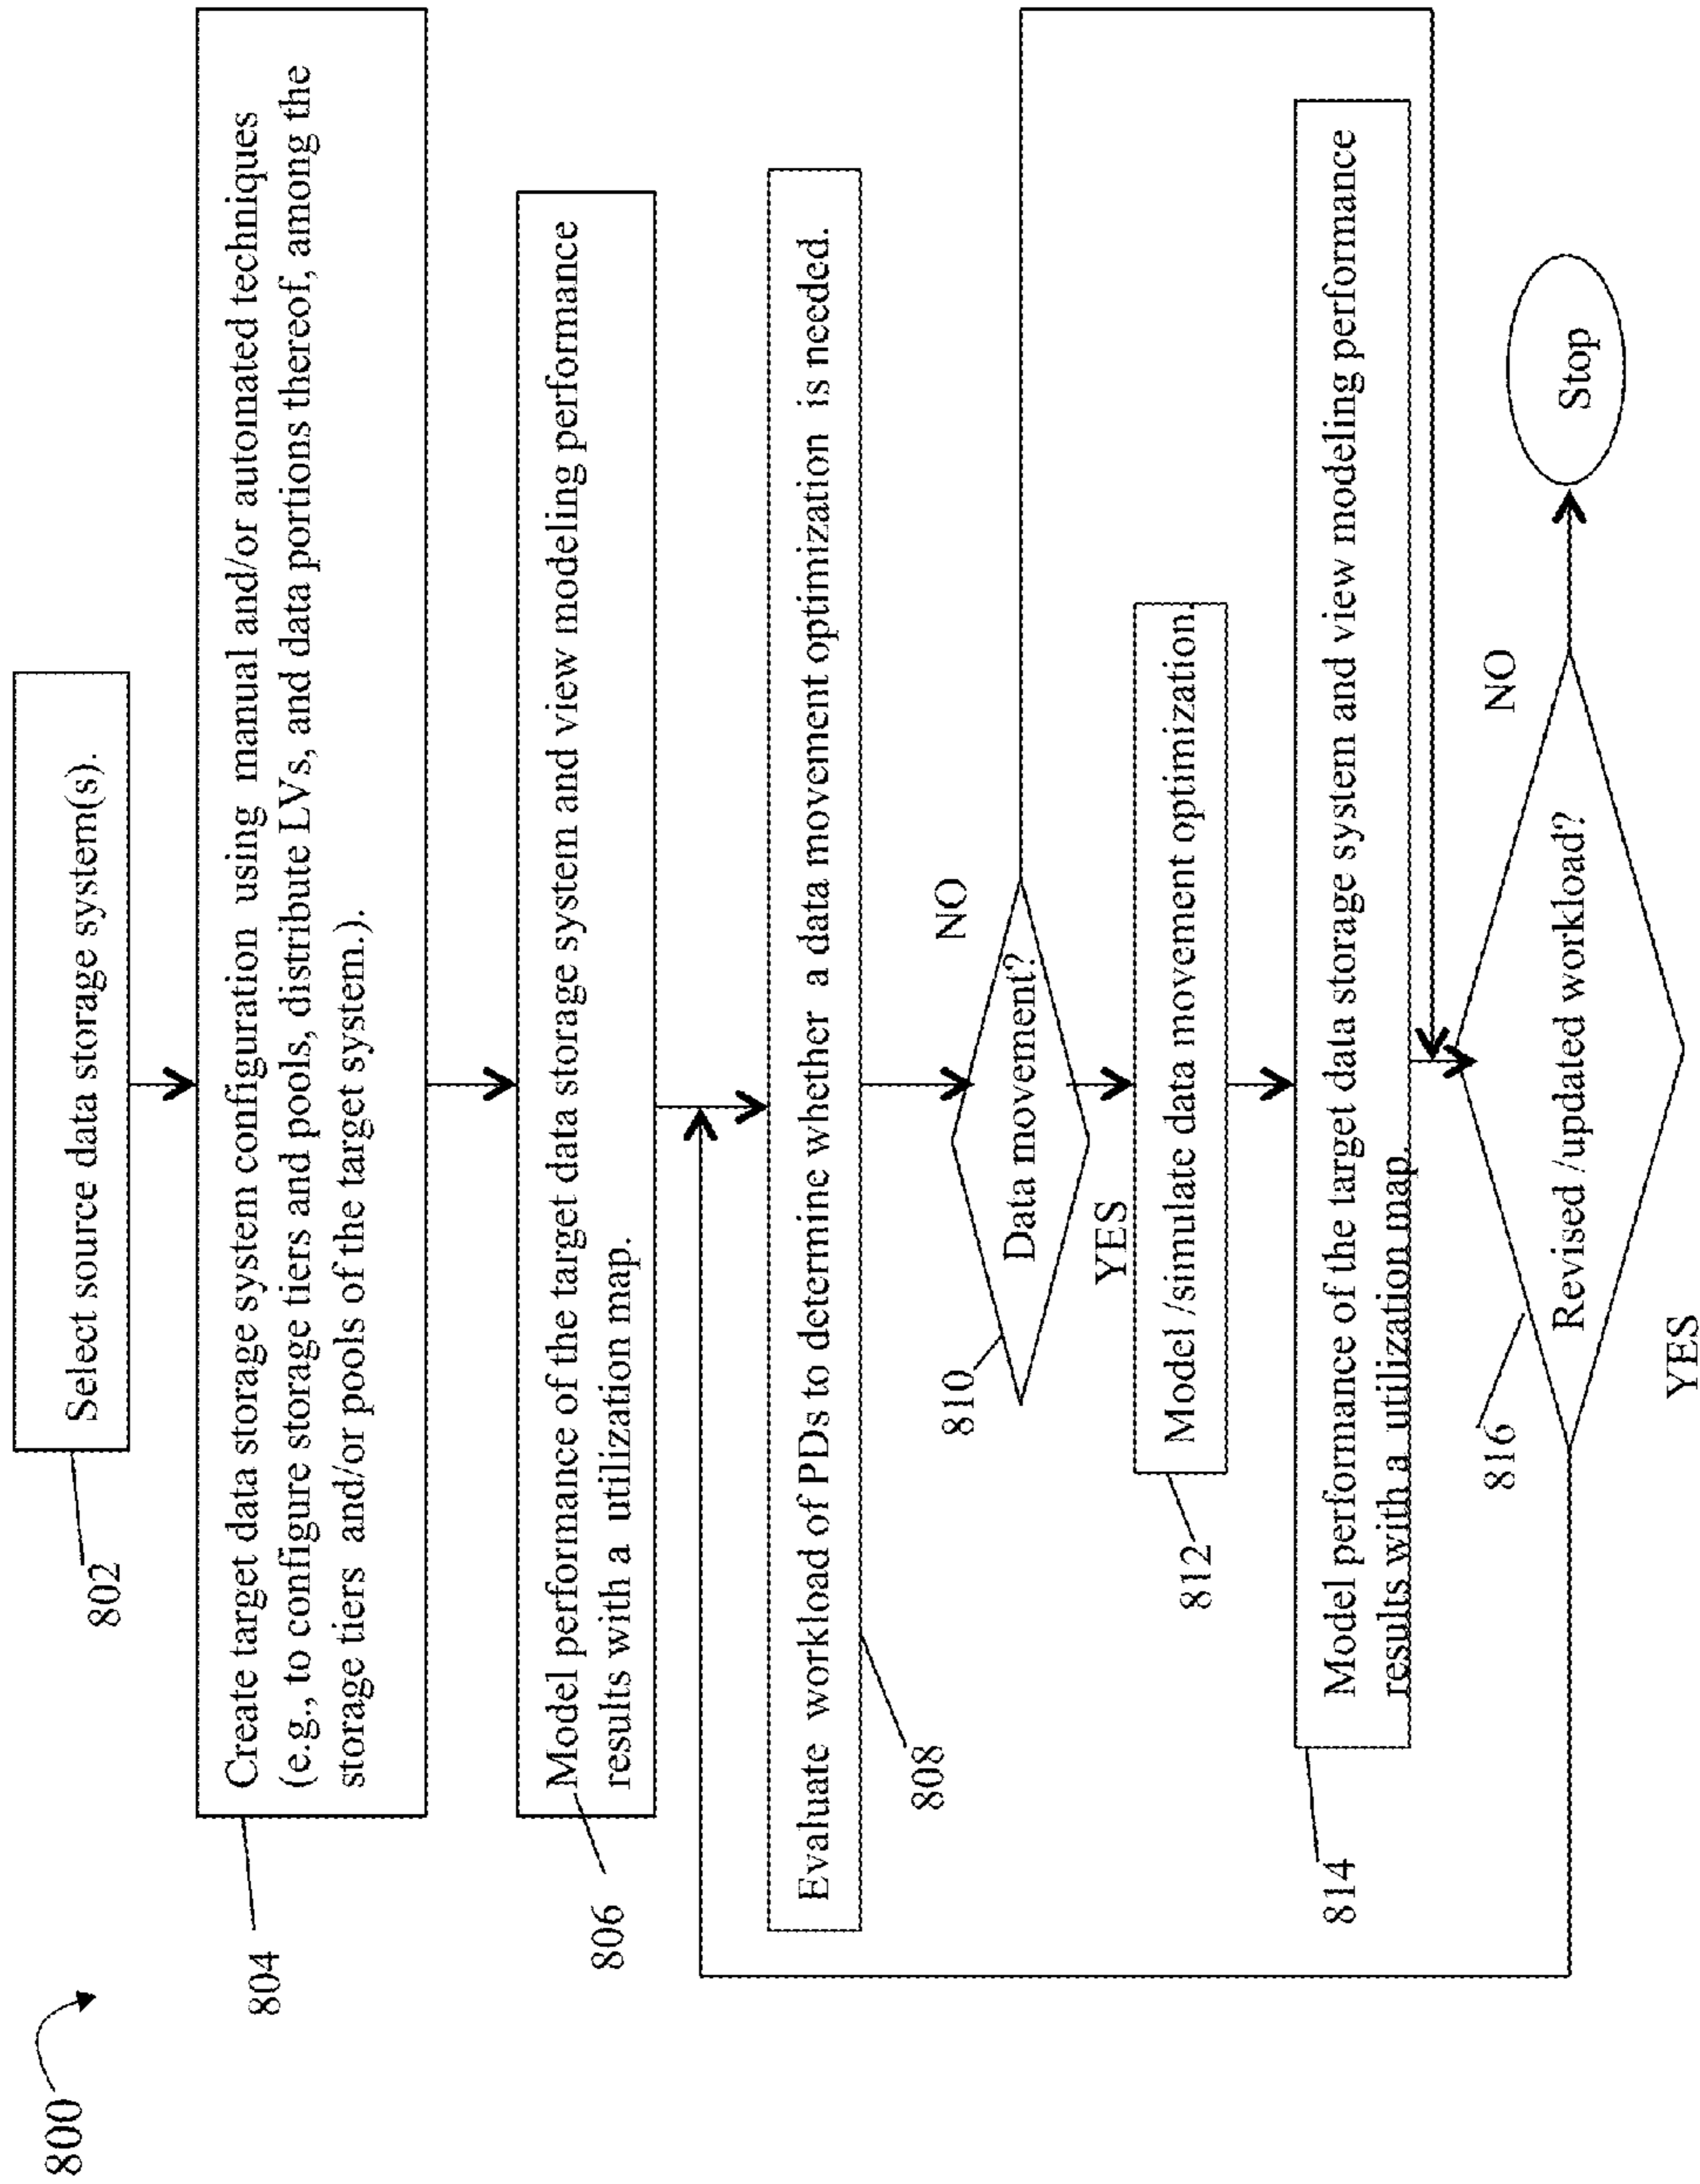 800
802
Select source data storage system(s).
804
Create target data storage system configuration using manual and/or automated techniques
(e.g., to configure storage tiers and pools, distribute LVs, and data portions thereof, among the
storage tiers and/or pools of the target system.).
806
Model performance of the target data storage system and view modeling performance
results with a utilization map.
808
Evaluate workload of PDs to determine whether a data movement optimization is needed.
810
Data movement?
NO
YES
812
Model /simulate data movement optimization.
814
Model performance of the target data storage system and view modeling performance
results with a utilization map.
816
Revised /updated workload?
NO
Stop
YES